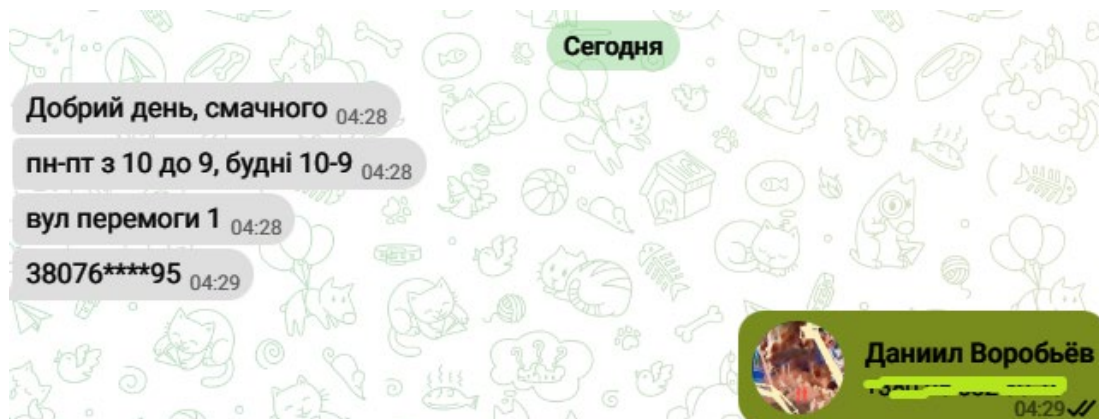 Сегодня
Добрий день, смачного 04:28
пн-пт з 10 до 9, будні 10-9 04:28
вул перемоги 1 04:28
38076****95 04:29
Даниил Воробьёв
04:29